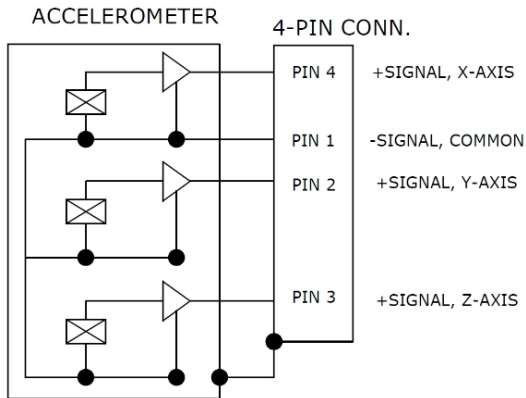 ACCELEROMETER
4-PIN CONN.
PIN 4 +SIGNAL, X-AXIS
PIN 1 -SIGNAL, COMMON
PIN 2 +SIGNAL, Y-AXIS
PIN 3 +SIGNAL, Z-AXIS